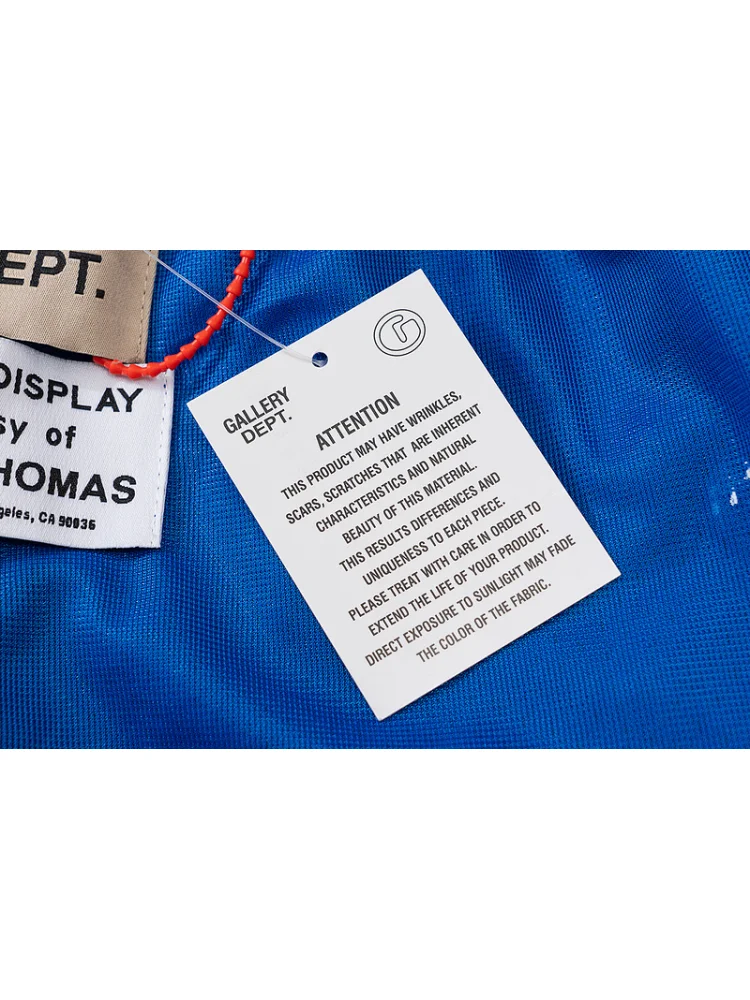 EPT.
DISPLAY
sy of
HOMAS
geles, CA 90036
GALLERY
DEPT.
ATTENTION
THIS PRODUCT MAY HAVE WRINKLES,
SCARS, SCRATCHES THAT ARE INHERENT
CHARACTERISTICS AND NATURAL
BEAUTY OF THIS MATERIAL.
THIS RESULTS DIFFERENCES AND
UNIQUENESS TO EACH PIECE.
PLEASE TREAT WITH CARE IN ORDER TO
EXTEND THE LIFE OF YOUR PRODUCT.
DIRECT EXPOSURE TO SUNLIGHT MAY FADE
THE COLOR OF THE FABRIC.